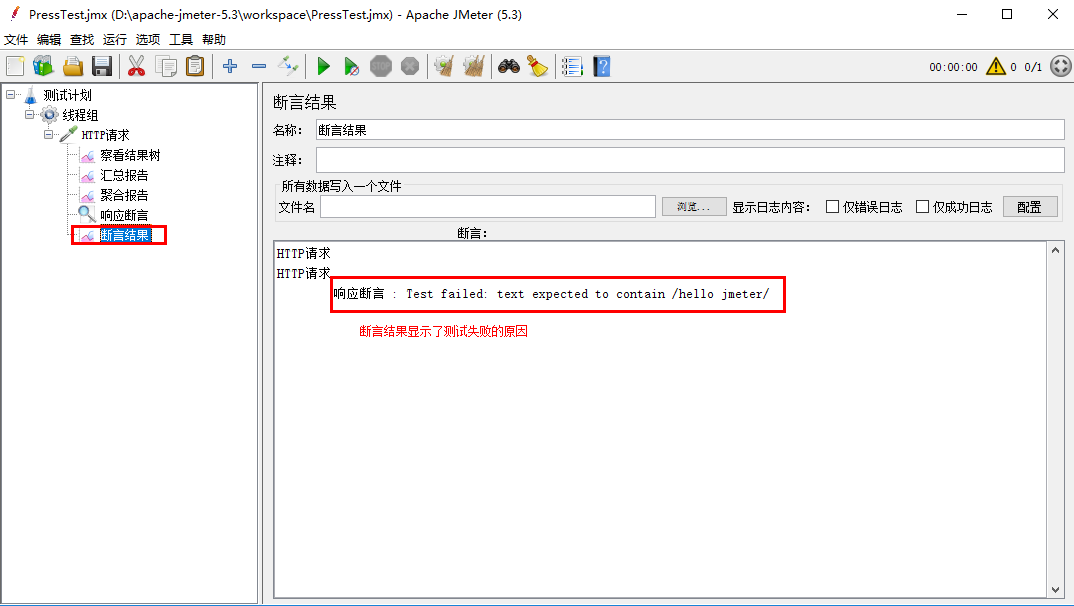 PressTest.jmx (D:\apache-jmeter-5.3\workspace\PressTest.jmx) - Apache JMeter (5.3)
文件 编辑 查找 运行 选项 工具 帮助
STOP
00:00:00 0 0/1
测试计划
线程组
HTTP请求
察看结果树
汇总报告
聚合报告
响应断言
断言结果
断言结果
名称： 断言结果
注释：
所有数据写入一个文件
文件名 浏览... 显示日志内容： 仅错误日志 仅成功日志 配置
断言：
HTTP请求
HTTP请求
响应断言 : Test failed: text expected to contain /hello jmeter/
断言结果显示了测试失败的原因